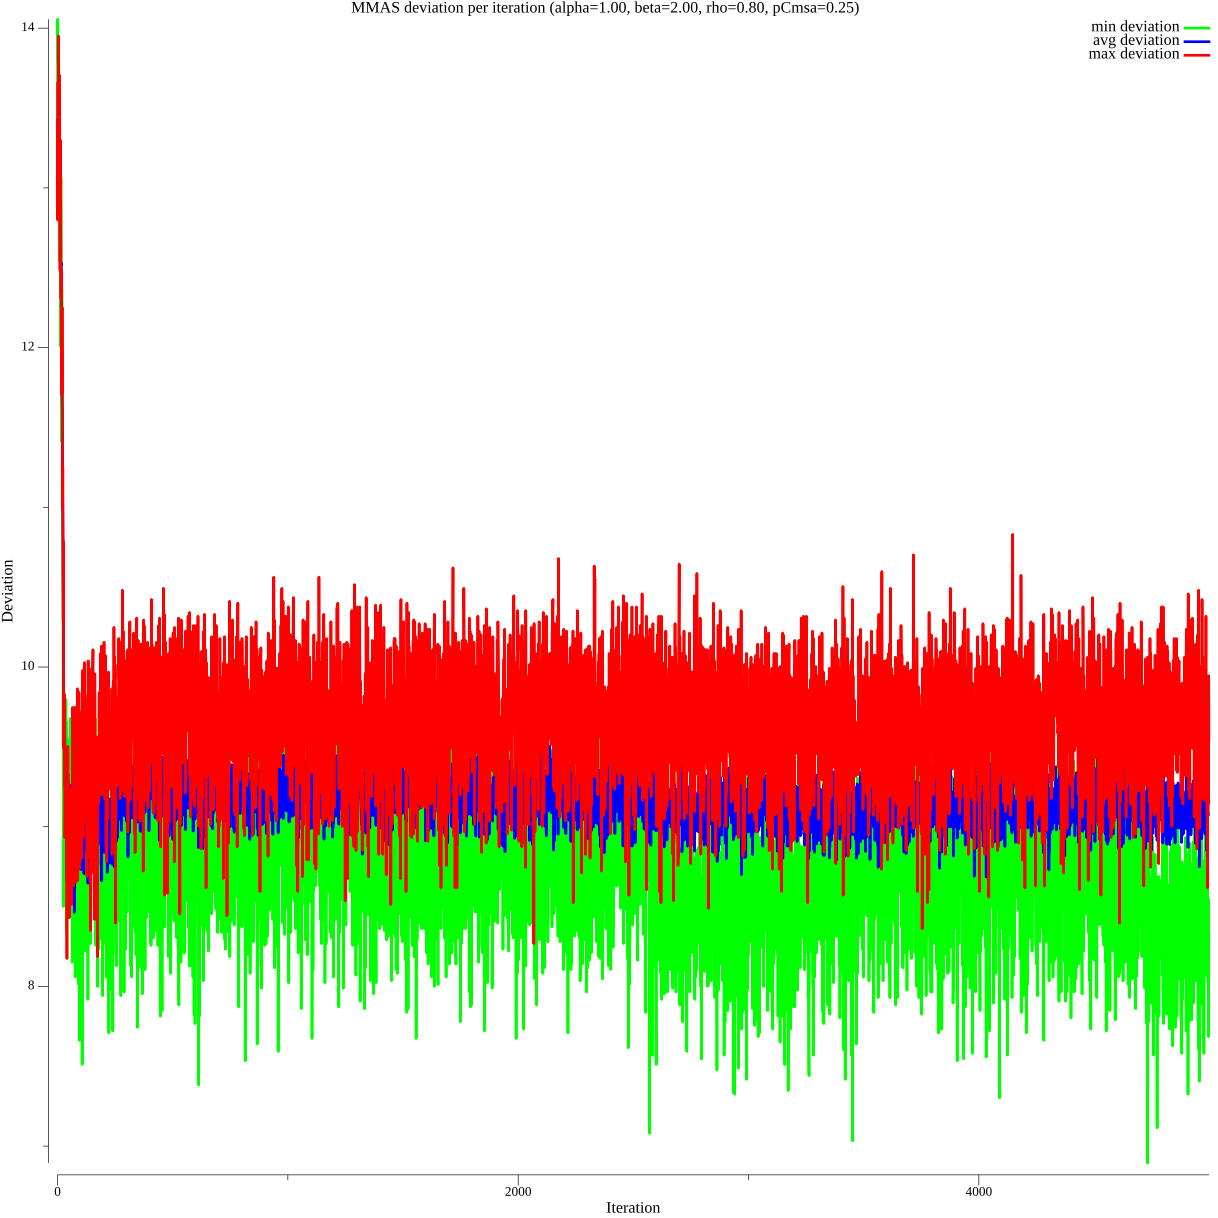 MMAS deviation per iteration (alpha=1.00, beta=2.00, rho=0.80, pCmsa=0.25)
min deviation
avg deviation
max deviation
14
12
10
8
Deviation
0
2000
4000
Iteration